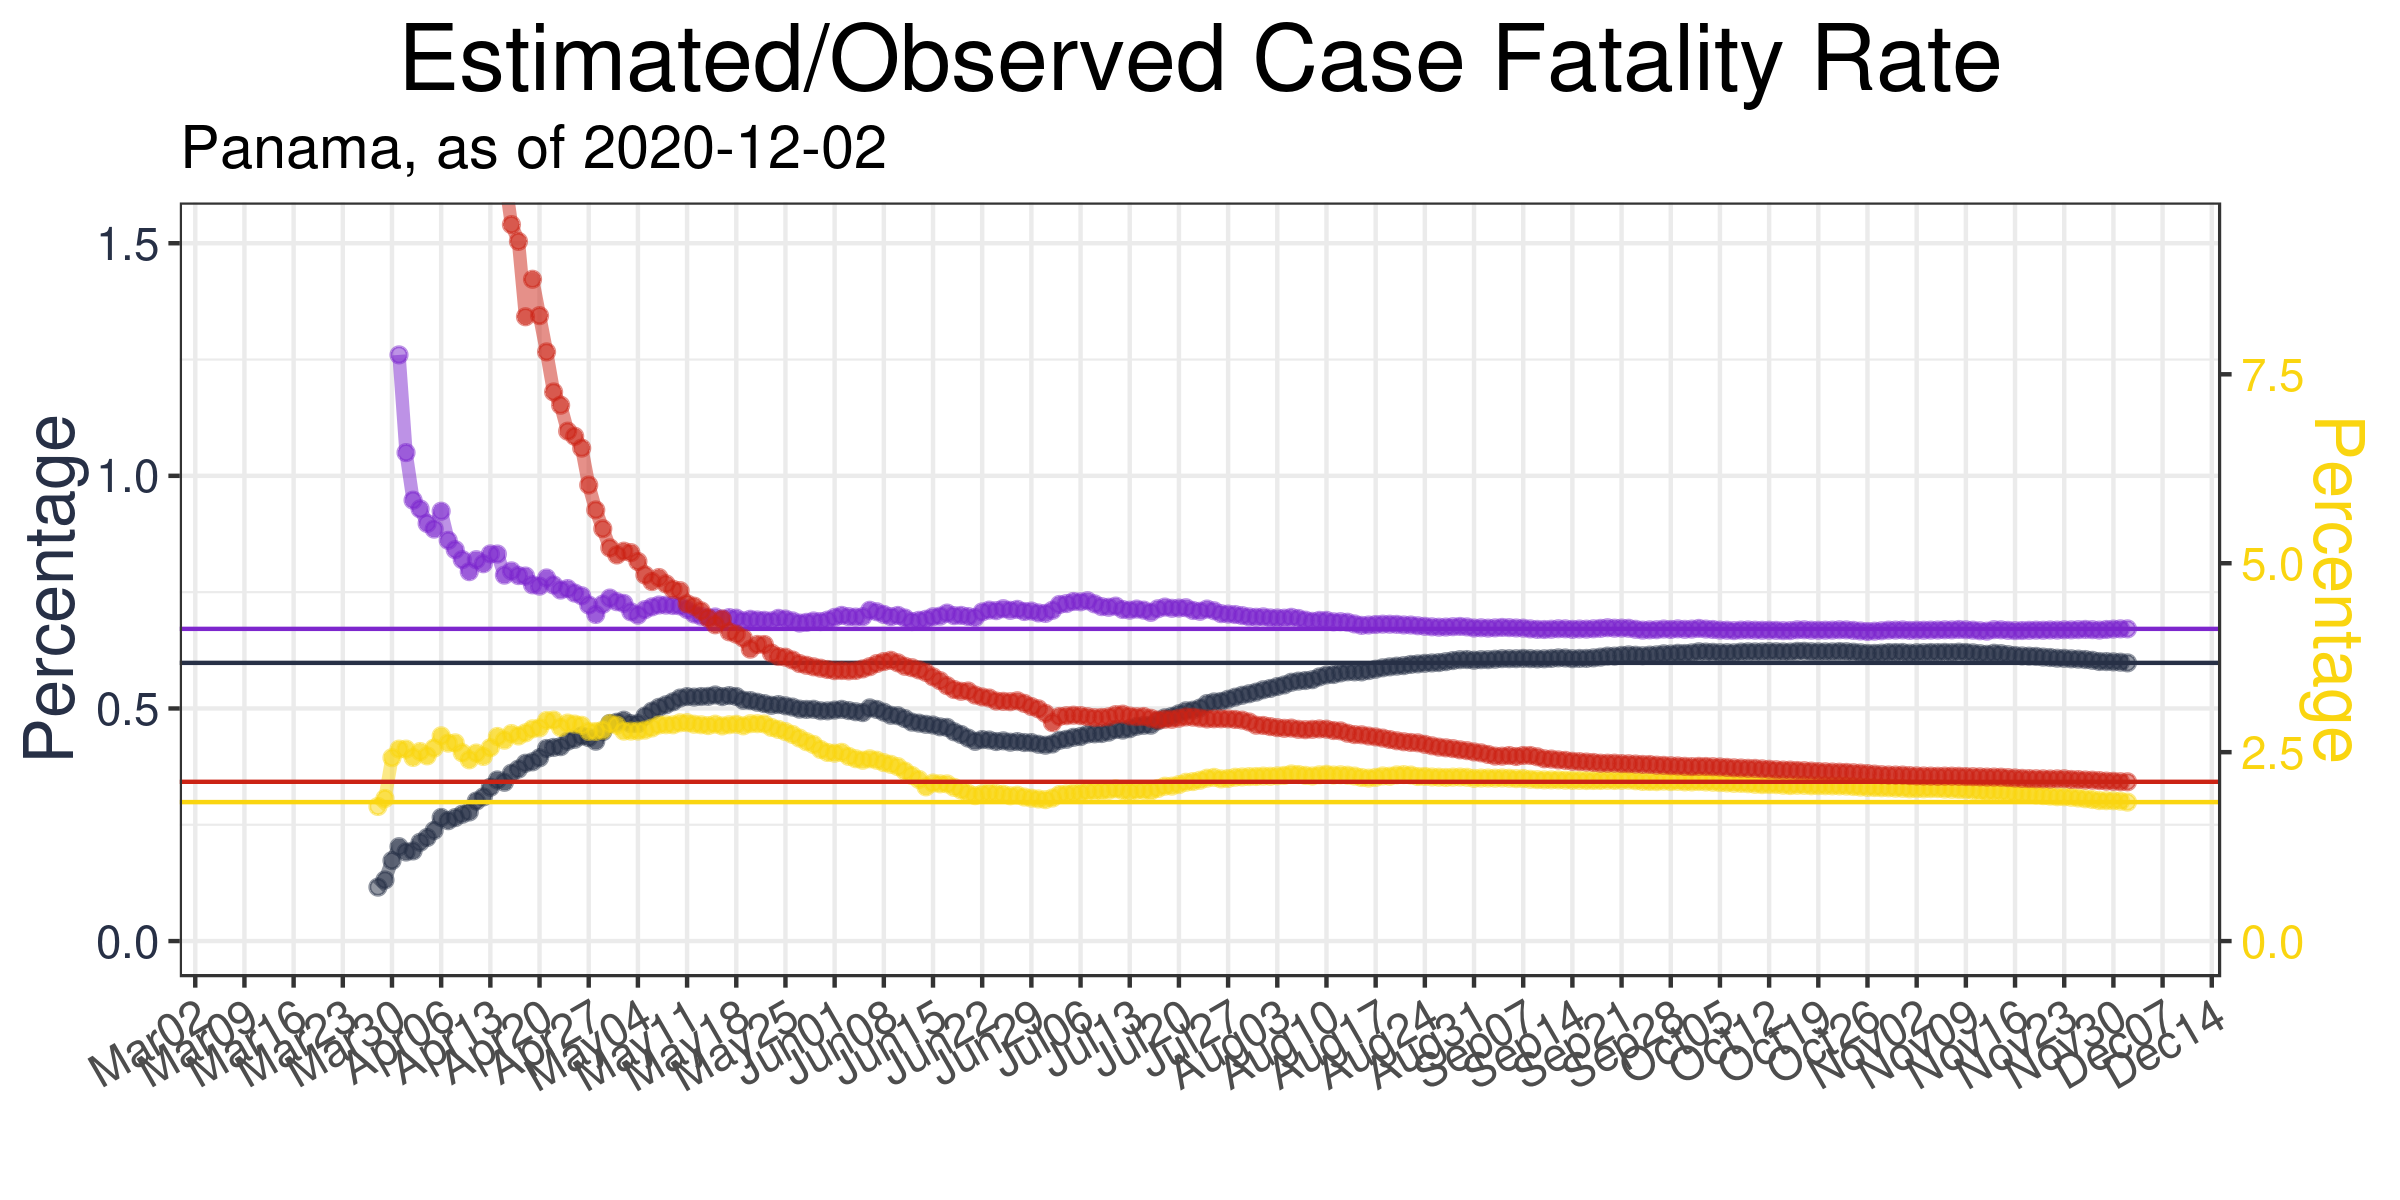 Estimated/Observed Case Fatality Rate
Panama, as of 2020-12-02
Percentage
1.5
1.0
0.5
0.0
7.5
5.0
2.5
0.0
Percentage
Mar02
Mar09
Mar16
Mar23
Mar30
Apr06
Apr13
Apr20
Apr27
May04
May11
May18
May25
Jun01
Jun08
Jun15
Jun22
Jun29
Jul06
Jul13
Jul20
Jul27
Aug03
Aug10
Aug17
Aug24
Aug31
Sep07
Sep14
Sep21
Sep28
Oct05
Oct12
Oct19
Oct26
Nov02
Nov09
Nov16
Nov23
Nov30
Dec07
Dec14